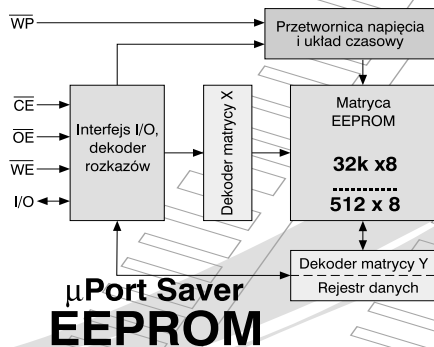 WP
Przetwornica napięcia
i układ czasowy
CE
OE
WE
I/O
Interfejs I/O,
dekoder
rozkazów
Dekoder matrycy X
Matryca
EEPROM
32k x8
512 x 8
Dekoder matrycy Y
Rejestr danych
µPort Saver
EEPROM